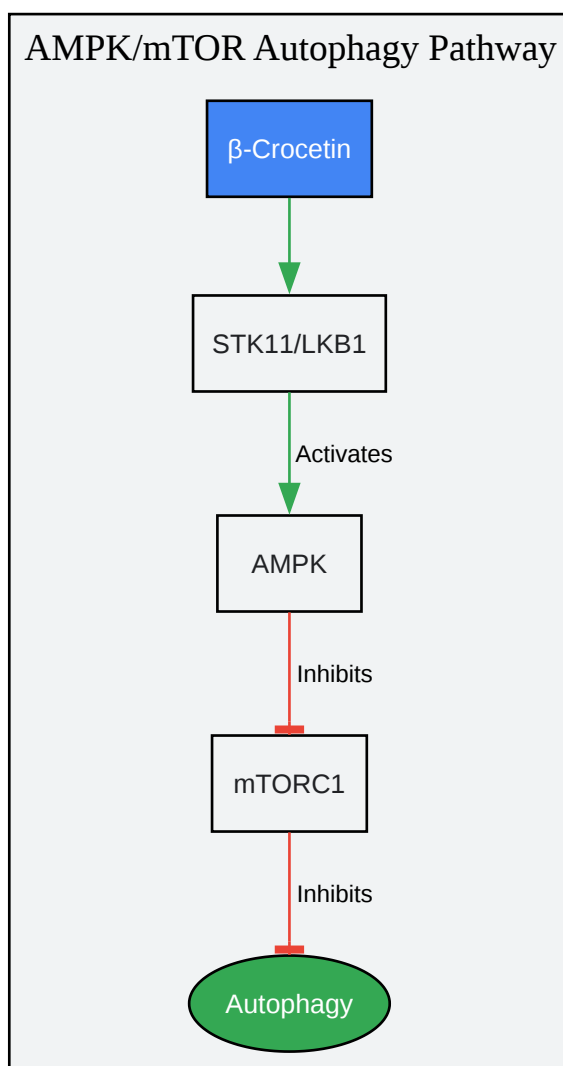 AMPK/mTOR Autophagy Pathway
β-Crocetin
STK11/LKB1
Activates
AMPK
Inhibits
mTORC1
Inhibits
Autophagy